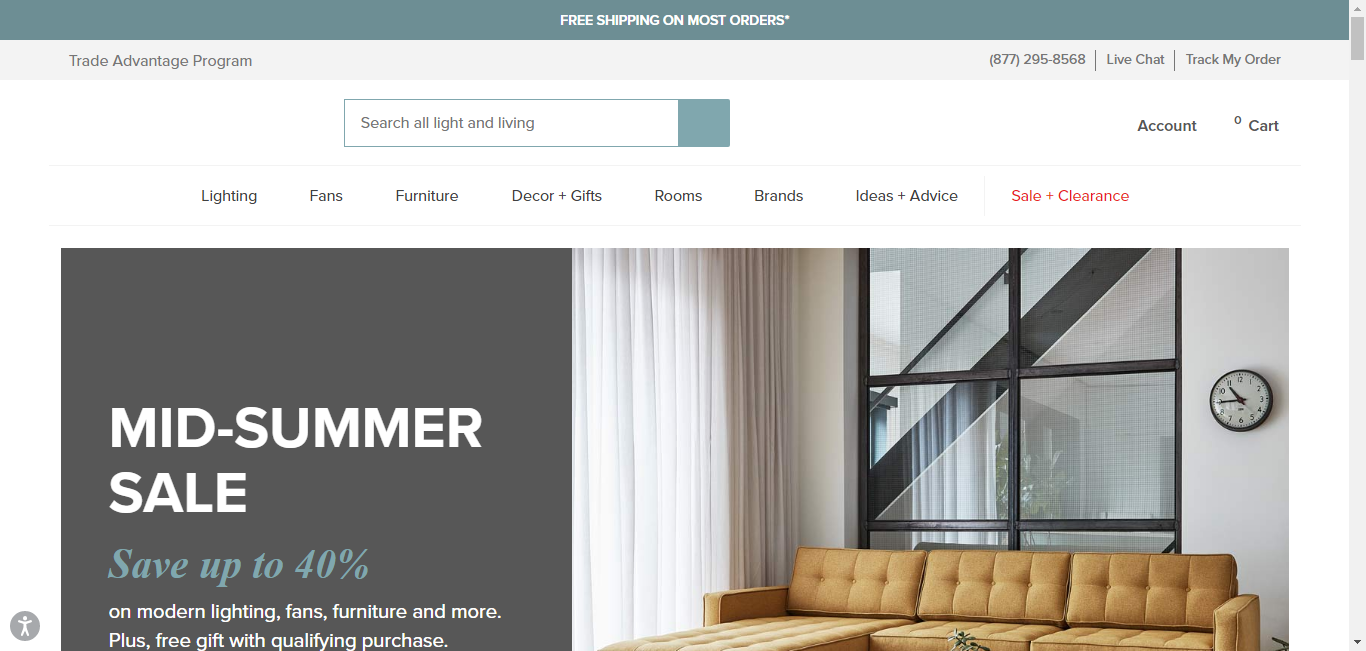 FREE SHIPPING ON MOST ORDERS*
Trade Advantage Program
(877) 295-8568
Live Chat
Track My Order
Search all light and living
Account
0 Cart
Lighting
Fans
Furniture
Decor + Gifts
Rooms
Brands
Ideas + Advice
Sale + Clearance
MID-SUMMER
SALE
Save up to 40%
on modern lighting, fans, furniture and more.
Plus, free gift with qualifying purchase.